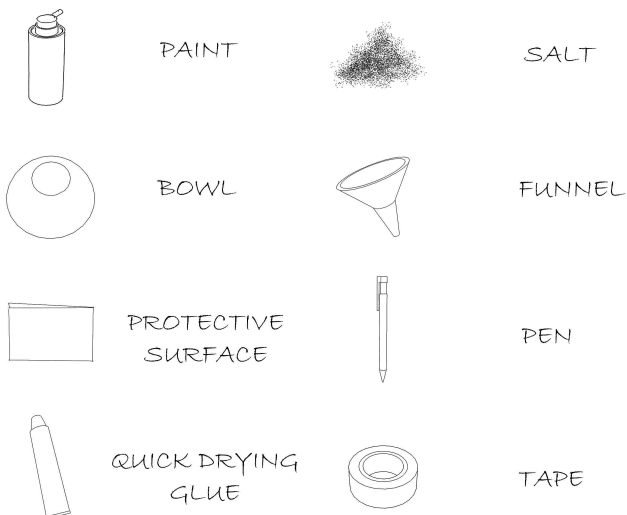 PAINT
SALT
BOWL
FUNNEL
PROTECTIVE
SURFACE
PEN
QUICK DRYING
GLUE
TAPE